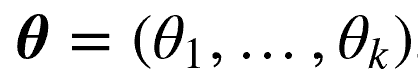 𝜽 = (θ₁, … , θₖ)